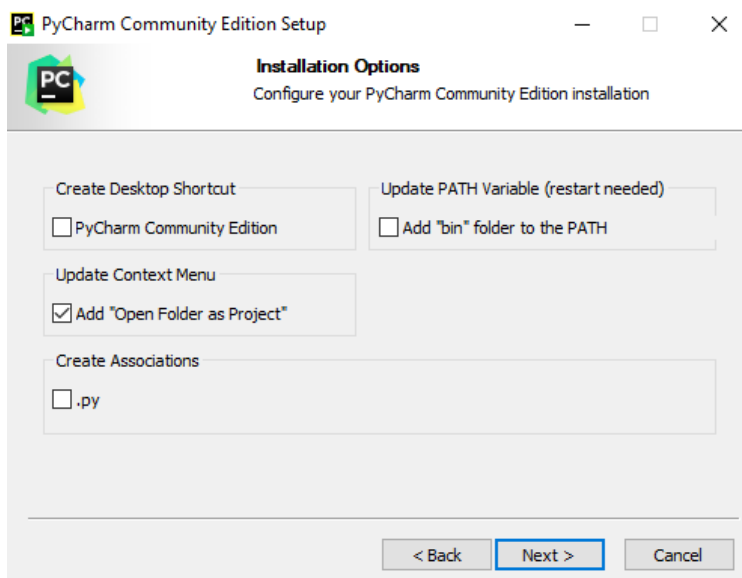 PyCharm Community Edition Setup
PC
Installation Options
Configure your PyCharm Community Edition installation
Create Desktop Shortcut
PyCharm Community Edition
Update PATH Variable (restart needed)
Add "bin" folder to the PATH
Update Context Menu
Add "Open Folder as Project"
Create Associations
.py
< Back
Next >
Cancel